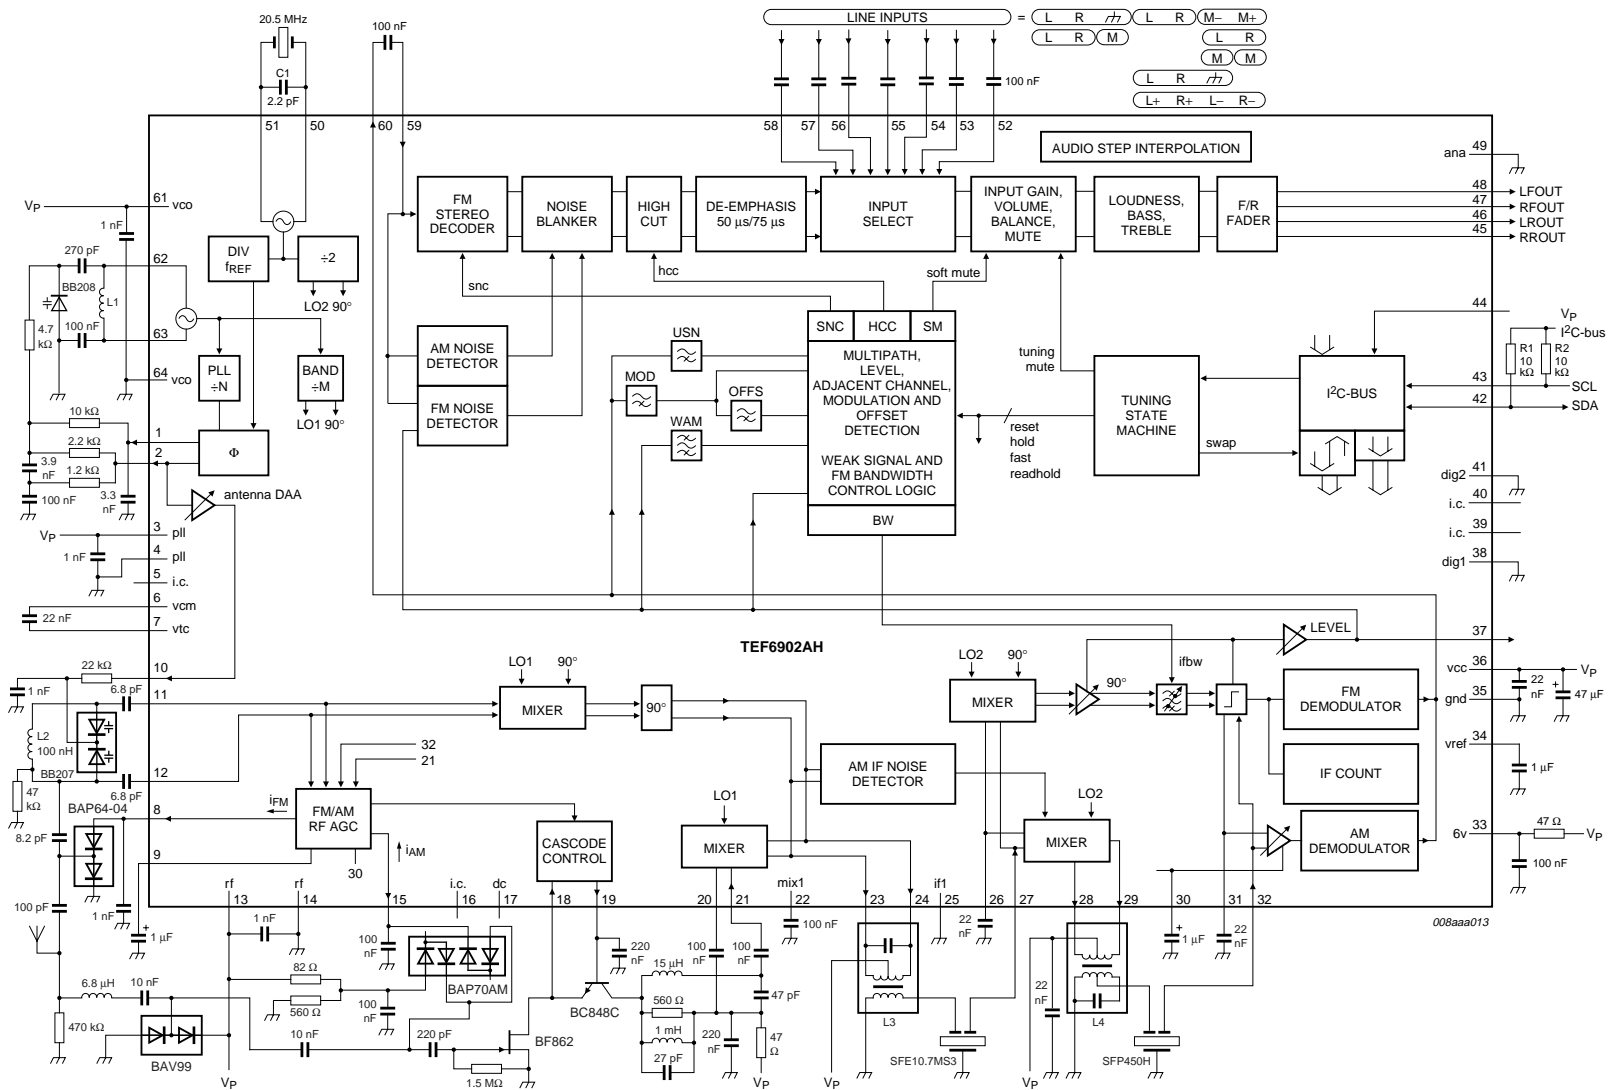 20.5 MHz
C1
2.2 pF
100 nF
LINE INPUTS
=
L R
L R
M− M+
L R
M
L R
M
M
L R
L+ R+ L− R−
100 nF
51
50
60
59
58
57
56
55
54
53
52
AUDIO STEP INTERPOLATION
ana
49
VP
61
vco
1 nF
270 pF
62
BB208
L1
4.7 kΩ
100 nF
63
64
vco
DIV fREF
÷2
LO2 90°
PLL ÷N
BAND ÷M
LO1 90°
FM STEREO DECODER
NOISE BLANKER
HIGH CUT
DE-EMPHASIS 50 μs/75 μs
INPUT SELECT
INPUT GAIN, VOLUME, BALANCE, MUTE
LOUDNESS, BASS, TREBLE
F/R FADER
48
LFOUT
47
RFOUT
46
LROUT
45
RROUT
snc
hcc
soft mute
SNC
HCC
SM
MULTIPATH, LEVEL, ADJACENT CHANNEL, MODULATION AND OFFSET DETECTION
WEAK SIGNAL AND FM BANDWIDTH CONTROL LOGIC
BW
AM NOISE DETECTOR
FM NOISE DETECTOR
USN
MOD
OFFS
WAM
tuning mute
TUNING STATE MACHINE
swap
reset
hold
fast
readhold
I2C-BUS
44
VP
I2C-bus
R1 10 kΩ
R2 10 kΩ
43
SCL
42
SDA
41
dig2
40
i.c.
39
i.c.
38
dig1
10 kΩ
1
2.2 kΩ
2
Φ
3.9 nF
1.2 kΩ
100 nF
3.3 nF
antenna DAA
VP
3
pll
1 nF
4
pll
5
i.c.
6
vcm
22 nF
7
vtc
TEF6902AH
LEVEL
37
22 kΩ
10
1 nF
6.8 pF
11
L2
100 nH
BB207
6.8 pF
12
47 kΩ
BAP64-04
8
8.2 pF
9
LO1
90°
MIXER
90°
32
21
iFM
FM/AM RF AGC
iAM
30
CASCODE CONTROL
LO1
MIXER
AM IF NOISE DETECTOR
LO2
90°
MIXER
90°
ifbw
LO2
MIXER
FM DEMODULATOR
IF COUNT
AM DEMODULATOR
vcc
36
VP
gnd
35
22 nF
47 μF
vref
34
1 μF
6v
33
47 Ω
VP
100 nF
rf
13
rf
14
15
i.c.
16
dc
17
18
19
20
21
mix1
22
23
24
if1
25
26
27
28
29
30
31
32
008aaa013
100 pF
1 nF
1 μF
1 nF
100 nF
BAP70AM
220 nF
100 nF
100 nF
100 nF
22 nF
1 μF
22 nF
82 Ω
560 Ω
100 nF
BC848C
15 μH
47 pF
560 Ω
1 mH
27 pF
220 nF
47 Ω
VP
6.8 μH
10 nF
470 kΩ
BAV99
VP
10 nF
220 pF
BF862
1.5 MΩ
VP
L3
SFE10.7MS3
22 nF
VP
L4
SFP450H